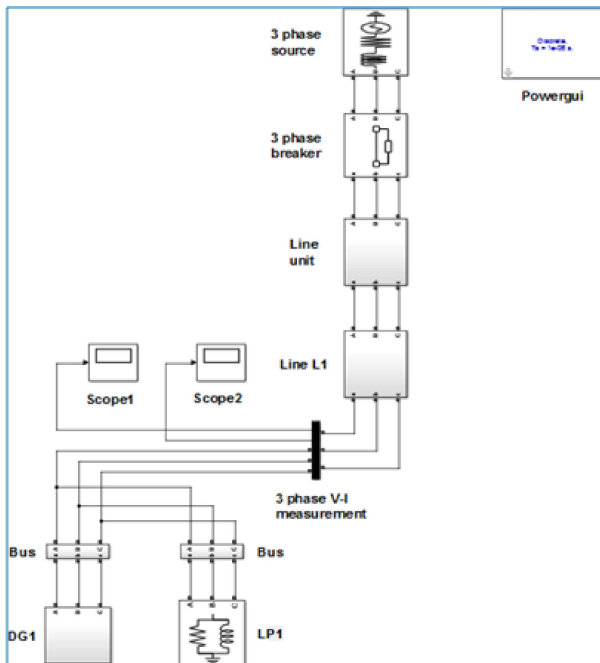 3 phase
source
A B C
Discrete,
Powergui
A B C
3 phase
breaker
A B C
Line
unit
A B C
Line L1
Scope1
Scope2
3 phase V-I
measurement
Bus
A B C
A B C
Bus
DG1
A B C
A B C
LP1